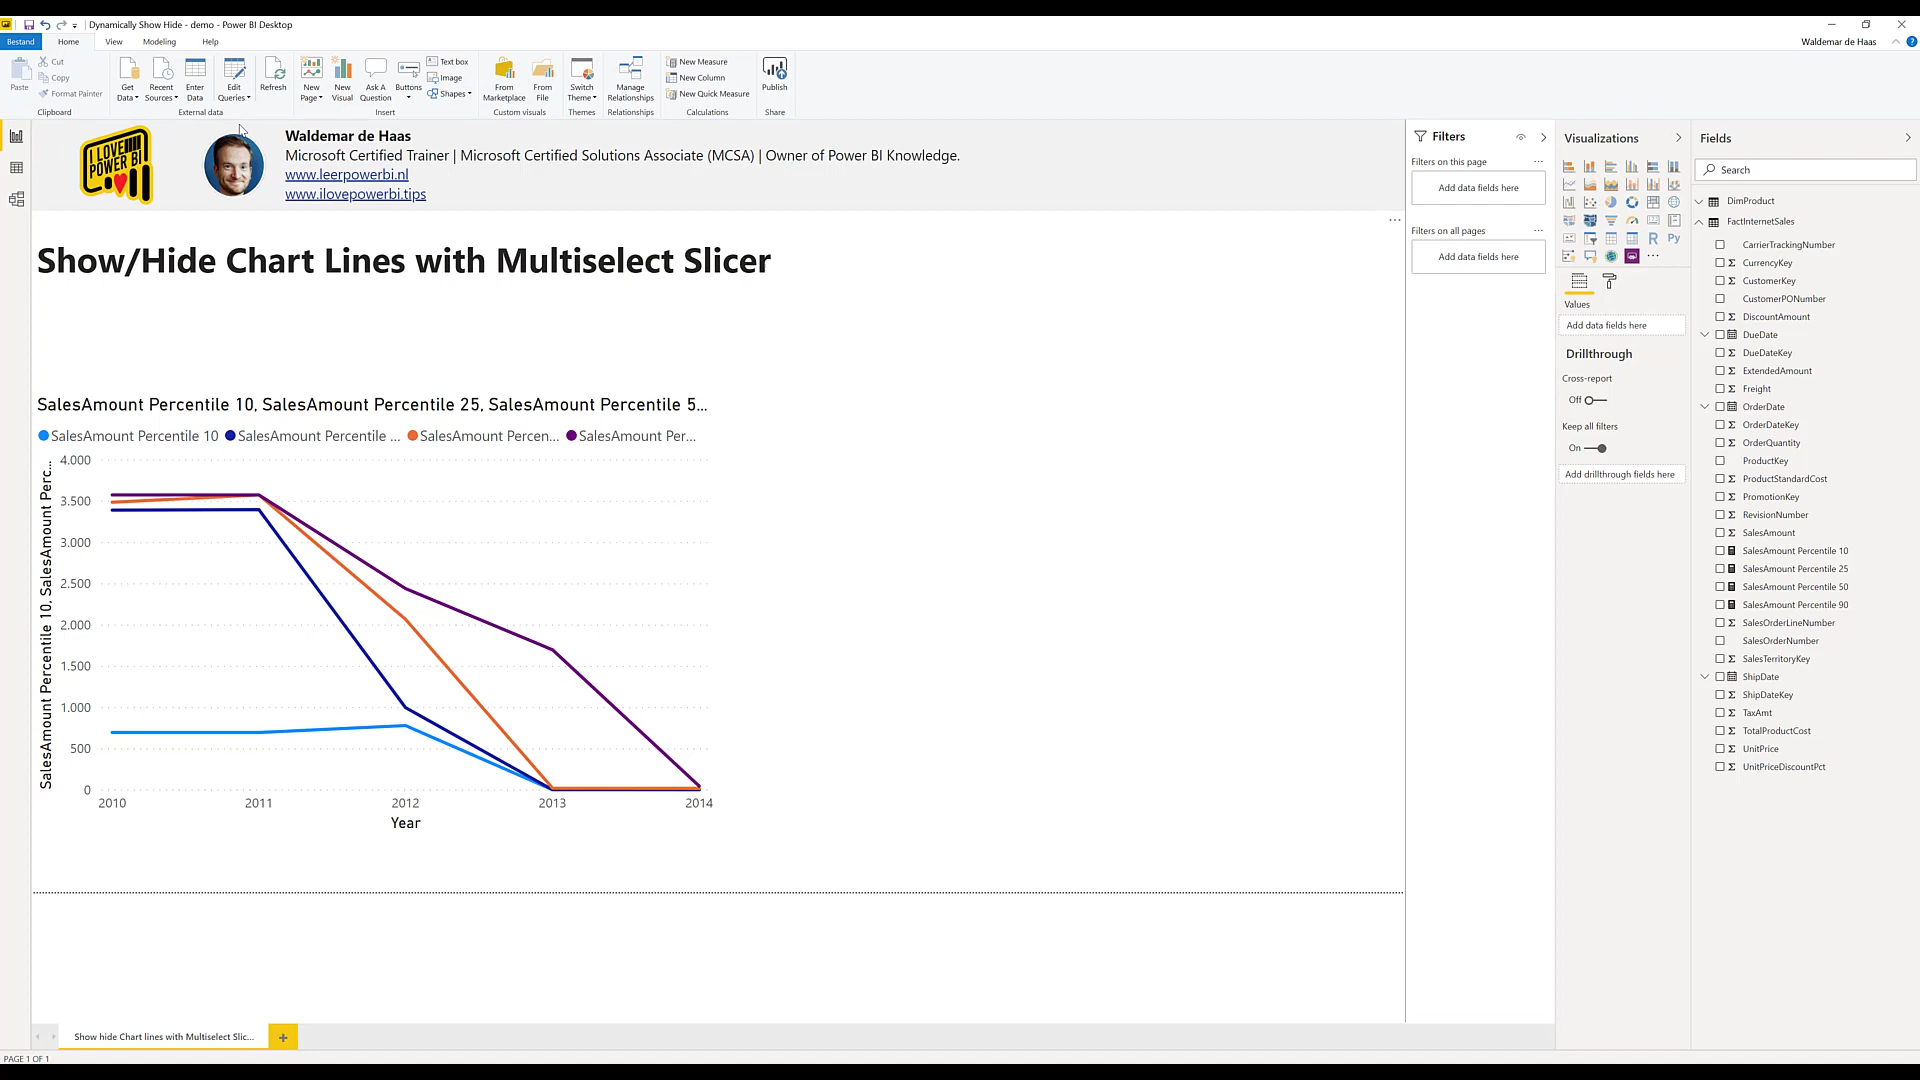 Dynamically Show Hide - demo - Power BI Desktop
Bestand
Home
View
Modeling
Help
Waldemar de Haas
Paste
Cut
Copy
Format Painter
Clipboard
Get Data
Recent Sources
Enter Data
Edit Queries
External data
Refresh
New Page
New Visual
Ask A Question
Buttons
Text box
Image
Shapes
Insert
From Marketplace
From File
Custom visuals
Switch Theme
Themes
Manage Relationships
Relationships
New Measure
New Column
New Quick Measure
Calculations
Publish
Share
I LOVE
POWER BI
Waldemar de Haas
Microsoft Certified Trainer | Microsoft Certified Solutions Associate (MCSA) | Owner of Power BI Knowledge.
www.leerpowerbi.nl
www.ilovepowerbi.tips
Show/Hide Chart Lines with Multiselect Slicer
SalesAmount Percentile 10, SalesAmount Percentile 25, SalesAmount Percentile 5...
SalesAmount Percentile 10 SalesAmount Percentile ... SalesAmount Percen... SalesAmount Per...
SalesAmount Percentile 10, SalesAmount Perc...
4.000
3.500
3.000
2.500
2.000
1.500
1.000
500
0
2010 2011 2012 2013 2014
Year
Show hide Chart lines with Multiselect Slic...
PAGE 1 OF 1
Filters
Filters on this page
Add data fields here
Filters on all pages
Add data fields here
Visualizations
R
Py
Values
Add data fields here
Drillthrough
Cross-report
Off
Keep all filters
On
Add drillthrough fields here
Fields
Search
DimProduct
FactInternetSales
CarrierTrackingNumber
CurrencyKey
CustomerKey
CustomerPONumber
DiscountAmount
DueDate
DueDateKey
ExtendedAmount
Freight
OrderDate
OrderDateKey
OrderQuantity
ProductKey
ProductStandardCost
PromotionKey
RevisionNumber
SalesAmount
SalesAmount Percentile 10
SalesAmount Percentile 25
SalesAmount Percentile 50
SalesAmount Percentile 90
SalesOrderLineNumber
SalesOrderNumber
SalesTerritoryKey
ShipDate
ShipDateKey
TaxAmt
TotalProductCost
UnitPrice
UnitPriceDiscountPct